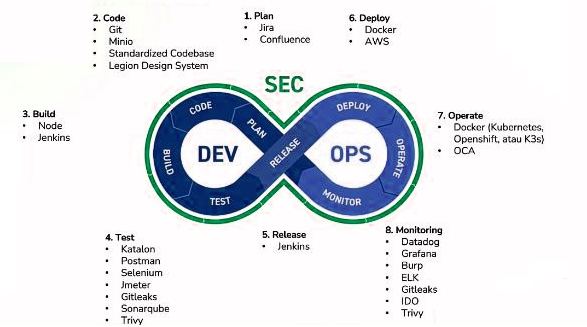 2. Code
• Git
• Minio
• Standardized Codebase
• Legion Design System
1. Plan
• Jira
• Confluence
6. Deploy
• Docker
• AWS
SEC
3. Build
• Node
• Jenkins
CODE
PLAN
BUILD
DEV
TEST
RELEASE
DEPLOY
OPS
OPERATE
MONITOR
7. Operate
• Docker (Kubernetes,
Openshift, atau K3s)
• OCA
4. Test
• Katalon
• Postman
• Selenium
• Jmeter
• Gitleaks
• Sonarqube
• Trivy
5. Release
• Jenkins
8. Monitoring
• Datadog
• Grafana
• Burp
• ELK
• Gitleaks
• IDO
• Trivy